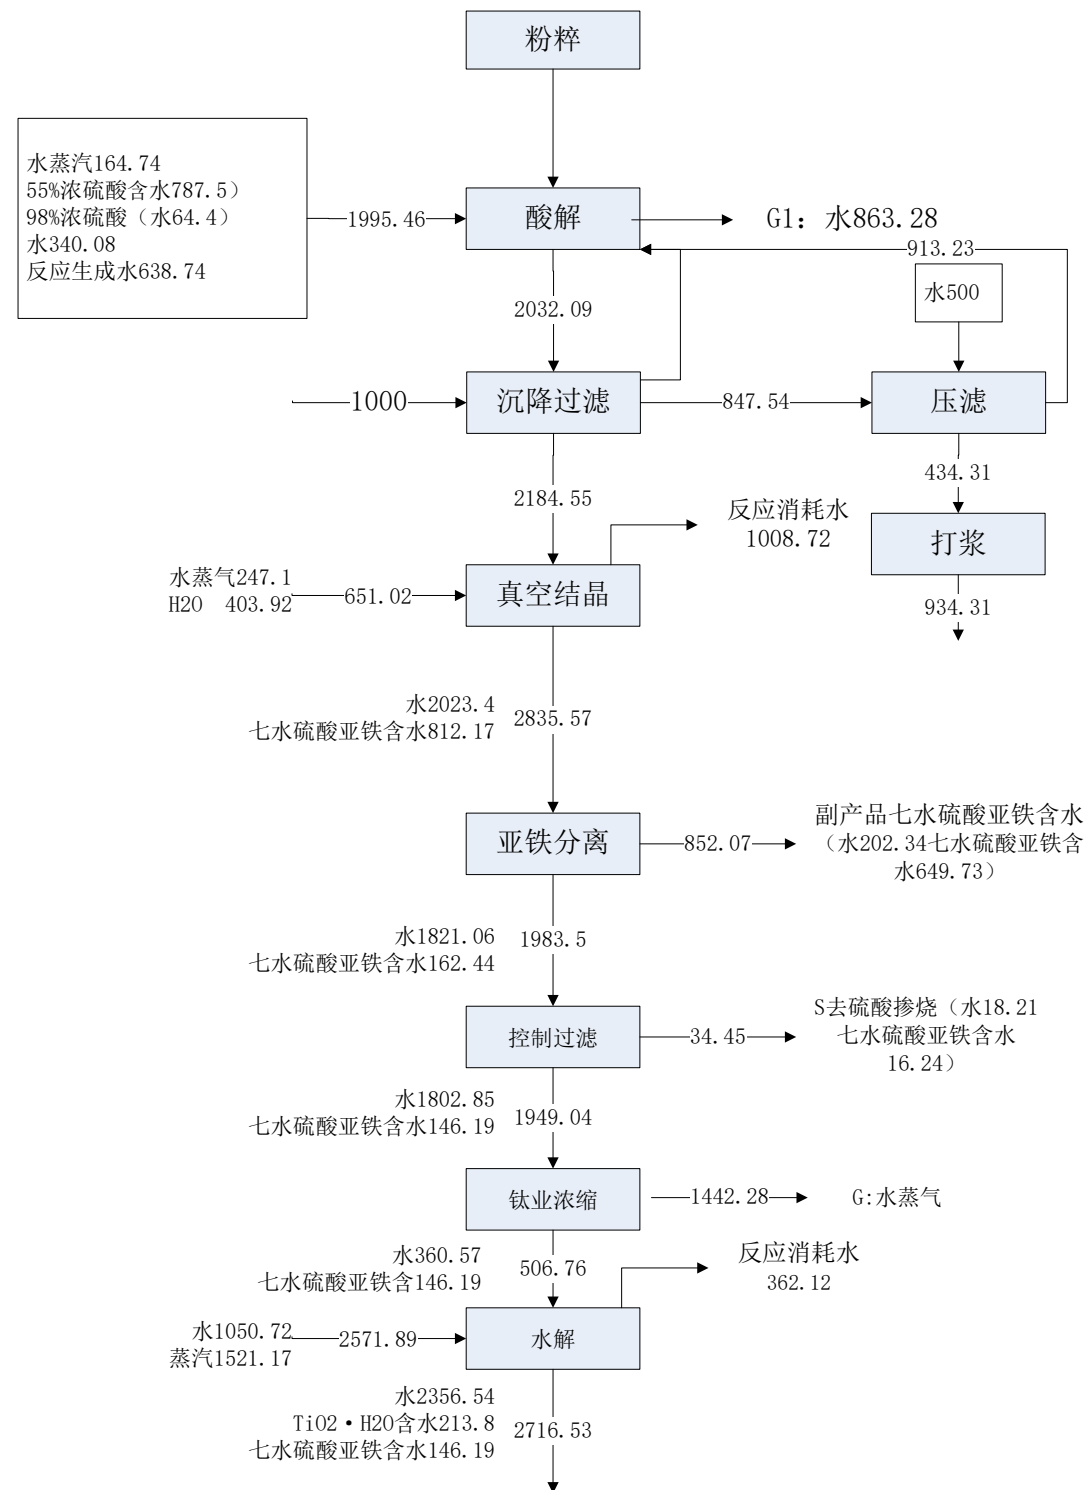 粉粹
水蒸汽164.74
55%浓硫酸含水787.5）
98%浓硫酸（水64.4）
水340.08
反应生成水638.74
1995.46
酸解
G1：水863.28
913.23
水500
2032.09
1000
沉降过滤
847.54
压滤
2184.55
434.31
反应消耗水
1008.72
打浆
水蒸气247.1
H2O 403.92
651.02
真空结晶
934.31
水2023.4
七水硫酸亚铁含水812.17
2835.57
亚铁分离
852.07
副产品七水硫酸亚铁含水
（水202.34七水硫酸亚铁含
水649.73）
水1821.06
七水硫酸亚铁含水162.44
1983.5
控制过滤
34.45
S去硫酸掺烧（水18.21
七水硫酸亚铁含水
16.24）
水1802.85
七水硫酸亚铁含水146.19
1949.04
钛业浓缩
1442.28
G:水蒸气
水360.57
七水硫酸亚铁含146.19
506.76
反应消耗水
362.12
水1050.72
蒸汽1521.17
2571.89
水解
水2356.54
TiO2•H2O含水213.8
七水硫酸亚铁含水146.19
2716.53